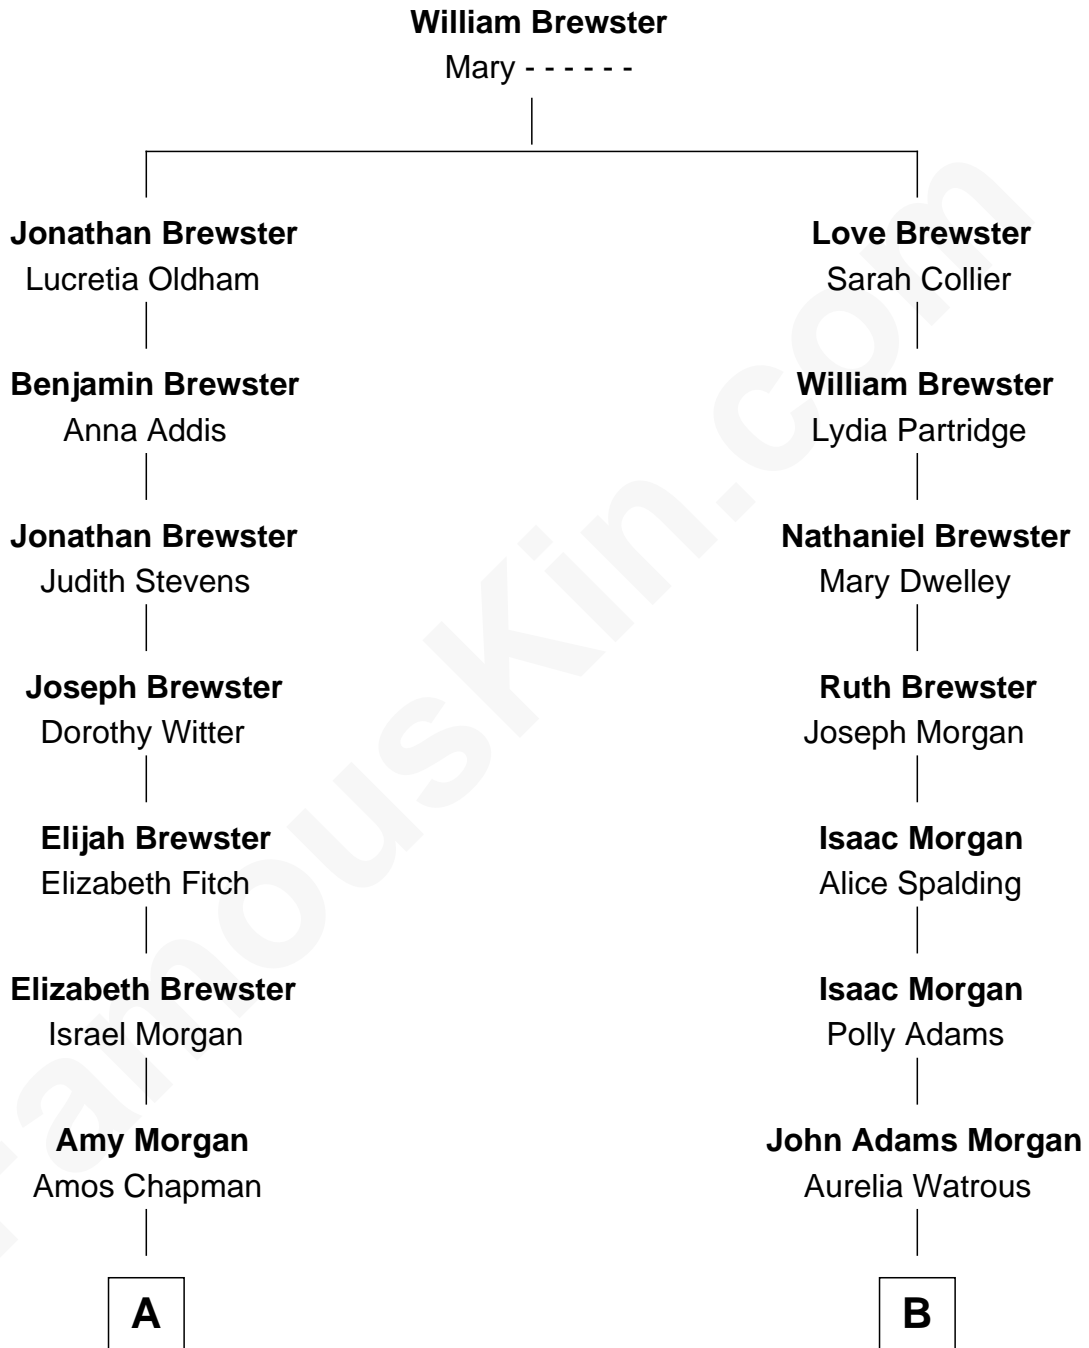 William Brewster
Mary - - - - - -
Jonathan Brewster
Lucretia Oldham
Love Brewster
Sarah Collier
Benjamin Brewster
Anna Addis
William Brewster
Lydia Partridge
Jonathan Brewster
Judith Stevens
Nathaniel Brewster
Mary Dwelley
Joseph Brewster
Dorothy Witter
Ruth Brewster
Joseph Morgan
Elijah Brewster
Elizabeth Fitch
Isaac Morgan
Alice Spalding
Elizabeth Brewster
Israel Morgan
Isaac Morgan
Polly Adams
Amy Morgan
Amos Chapman
John Adams Morgan
Aurelia Watrous
A
B
FamousKin.com